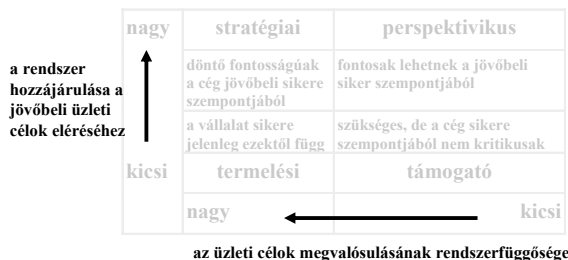 nagy stratégiai perspektivikus
a rendszer
hozzájárulása a
jövőbeli üzleti
célok eléréséhez
döntő fontosságúak
a cég jövőbeli sikere
szempontjából
fontosak lehetnek a jövőbeli
siker szempontjából
a vállalat sikere
jelenleg ezektől függ
szükséges, de a cég sikere
szempontjából nem kritikusak
kicsi termelési támogató
nagy kicsi
az üzleti célok megvalósulásának rendszerfüggősége